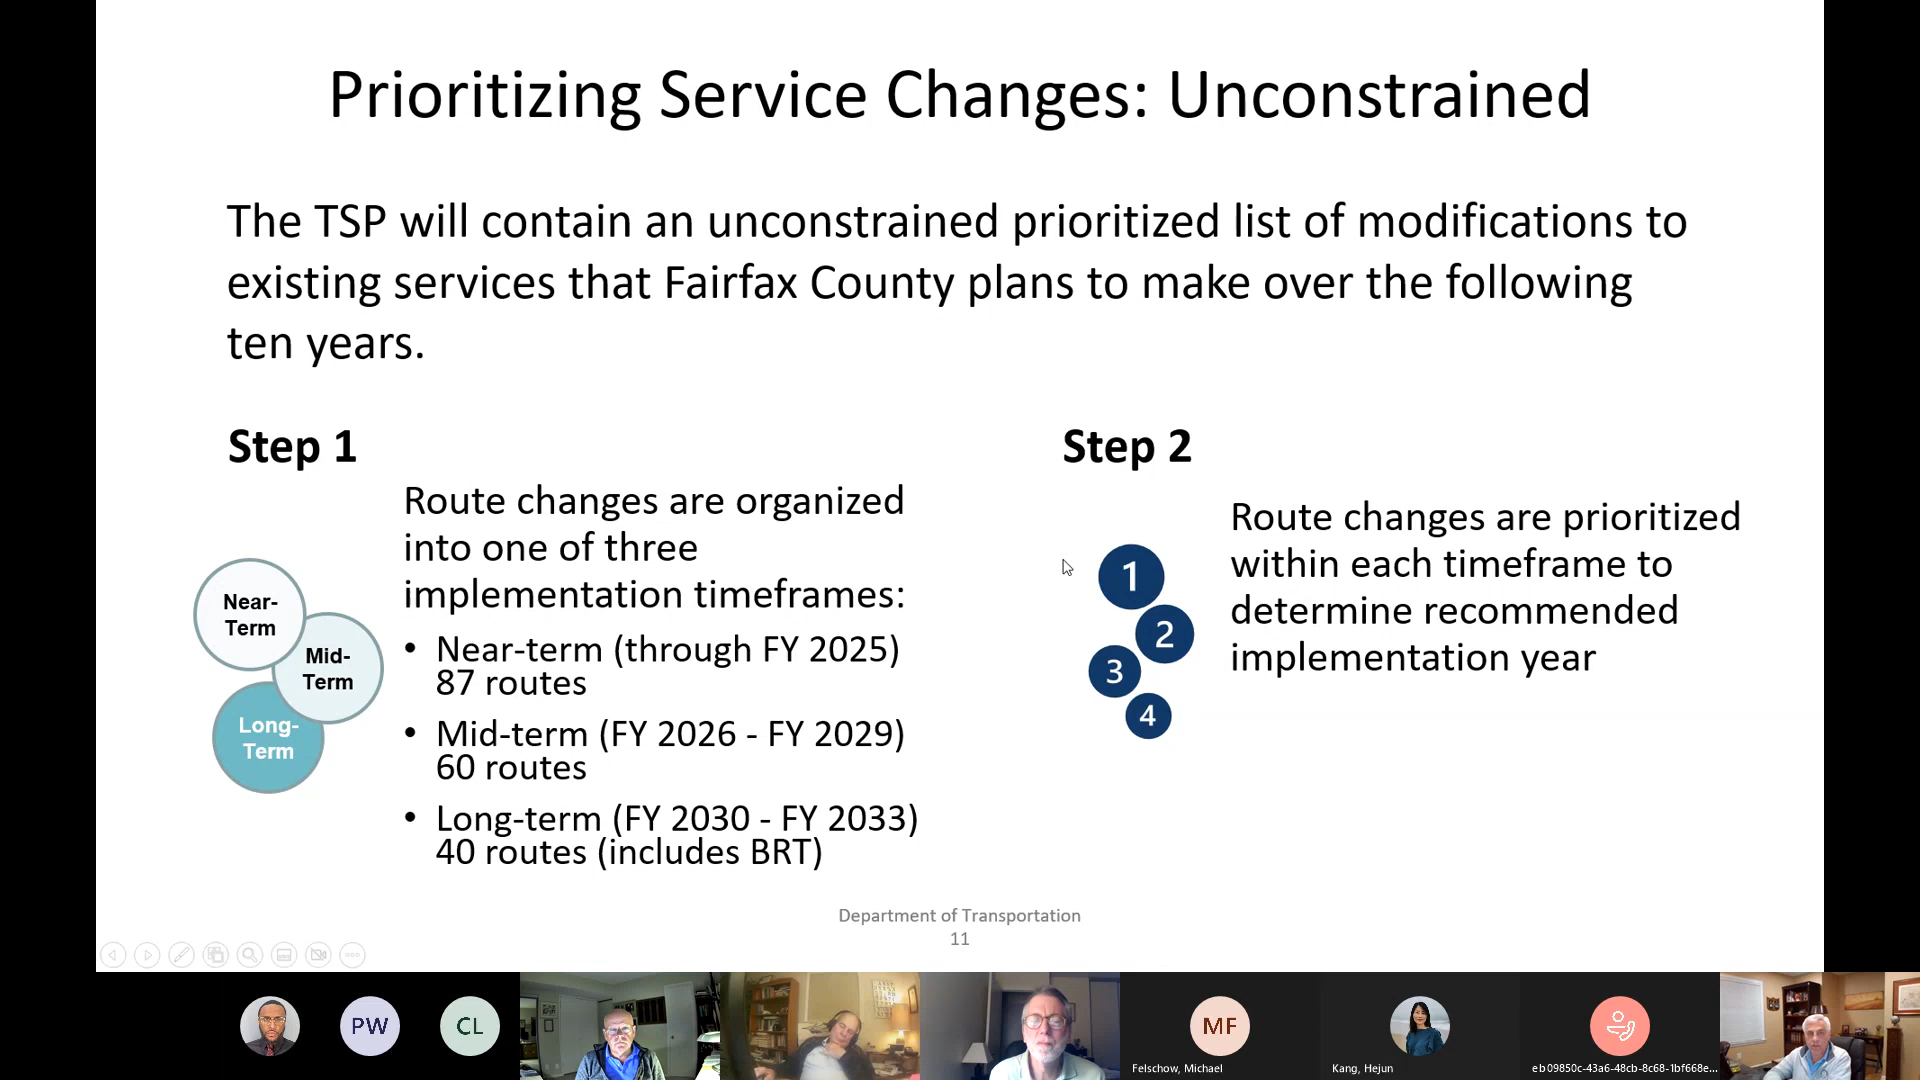 Prioritizing Service Changes: Unconstrained
The TSP will contain an unconstrained prioritized list of modifications to
existing services that Fairfax County plans to make over the following
ten years.
Step 1
Near-
Term
Mid-
Term
Long-
Term
Route changes are organized
into one of three
implementation timeframes:
• Near-term (through FY 2025)
87 routes
• Mid-term (FY 2026 - FY 2029)
60 routes
• Long-term (FY 2030 - FY 2033)
40 routes (includes BRT)
Step 2
1
2
3
4
Route changes are prioritized
within each timeframe to
determine recommended
implementation year
Department of Transportation
11
PW
CL
MF
Felschow, Michael
Kang, Hejun
eb09850c-43a6-48cb-8c68-1bf668e...